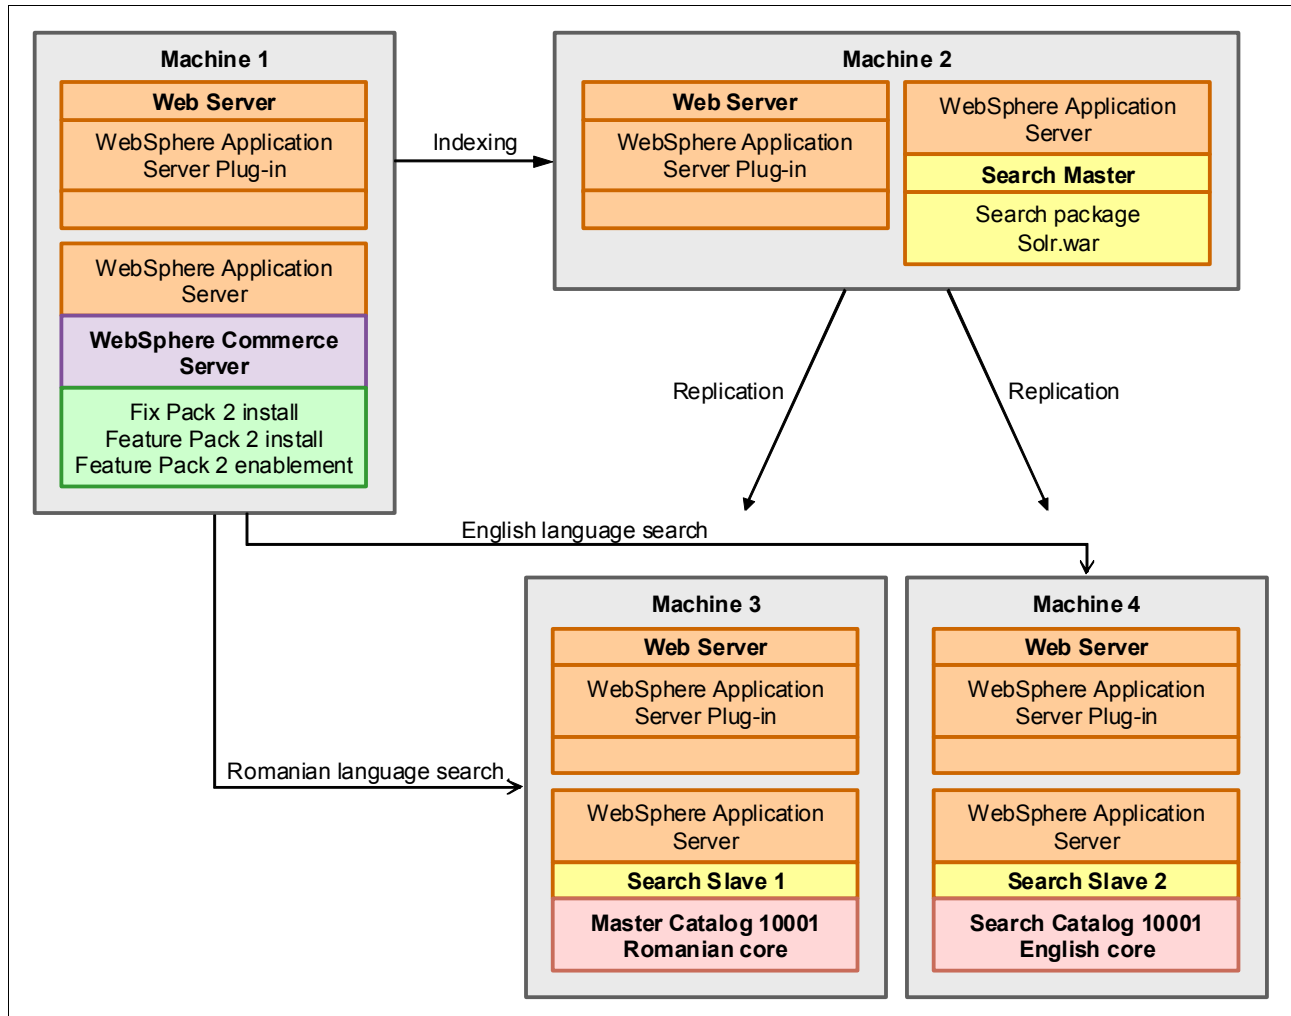 Machine 1
Web Server
WebSphere Application
Server Plug-in
WebSphere Application
Server
WebSphere Commerce
Server
Fix Pack 2 install
Feature Pack 2 install
Feature Pack 2 enablement
Indexing
Machine 2
Web Server
WebSphere Application
Server Plug-in
WebSphere Application
Server
Search Master
Search package
Solr.war
Replication
Replication
English language search
Romanian language search
Machine 3
Web Server
WebSphere Application
Server Plug-in
WebSphere Application
Server
Search Slave 1
Master Catalog 10001
Romanian core
Machine 4
Web Server
WebSphere Application
Server Plug-in
WebSphere Application
Server
Search Slave 2
Search Catalog 10001
English core